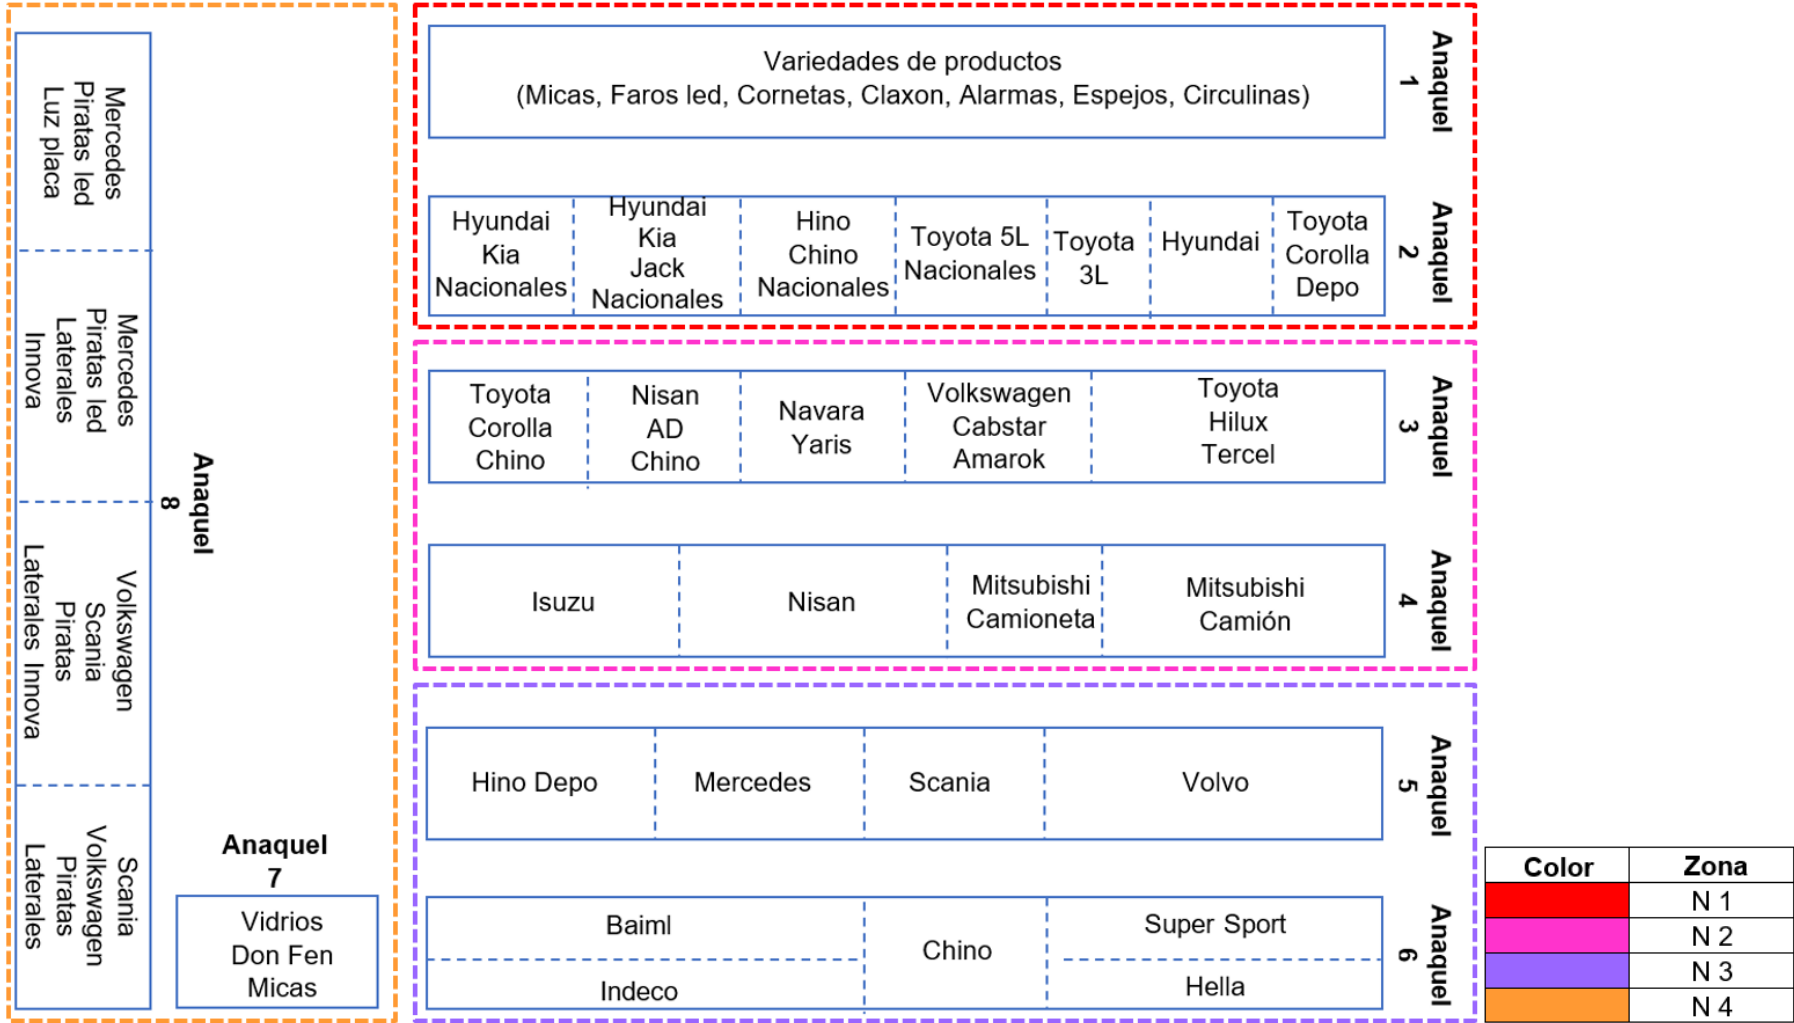 Mercedes
Piratas led
Luz placa
Mercedes
Piratas led
Laterales
Innova
Volkswagen
Scania
Piratas
Laterales Innova
Scania
Volkswagen
Piratas
Laterales
Anaquel
8
Anaquel
7
Vidrios
Don Fen
Micas
Variedades de productos
(Micas, Faros led, Cornetas, Claxon, Alarmas, Espejos, Circulinas)
Anaquel
1
Hyundai
Kia
Nacionales
Hyundai
Kia
Jack
Nacionales
Hino
Chino
Nacionales
Toyota 5L
Nacionales
Toyota
3L
Hyundai
Toyota
Corolla
Depo
Anaquel
2
Toyota
Corolla
Chino
Nisan
AD
Chino
Navara
Yaris
Volkswagen
Cabstar
Amarok
Toyota
Hilux
Tercel
Anaquel
3
Isuzu
Nisan
Mitsubishi
Camioneta
Mitsubishi
Camión
Anaquel
4
Hino Depo
Mercedes
Scania
Volvo
Anaquel
5
Baiml
Indeco
Chino
Super Sport
Hella
Anaquel
6
Color Zona
N 1
N 2
N 3
N 4